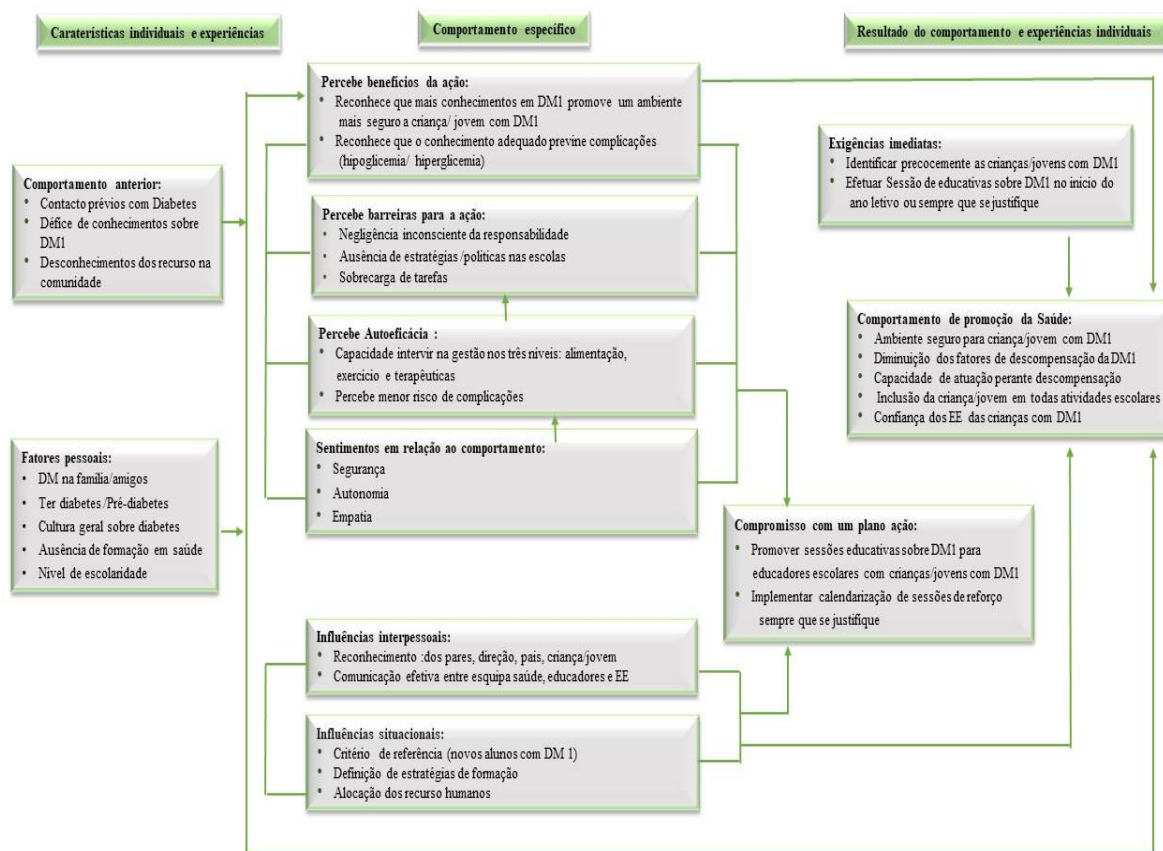 Caraterísticas individuais e experiências
Comportamento específico
Resultado do comportamento e experiências individuais
Comportamento anterior:
• Contacto prévios com Diabetes
• Défice de conhecimentos sobre
DM1
• Desconhecimentos dos recurso na
comunidade
Fatores pessoais:
• DM na família/amigos
• Ter diabetes /Pré-diabetes
• Cultura geral sobre diabetes
• Ausência de formação em saúde
• Nível de escolaridade
Percebe benefícios da ação:
• Reconhece que mais conhecimentos em DM1 promove um ambiente
mais seguro a criança/ jovem com DM1
• Reconhece que o conhecimento adequado previne complicações
(hipoglicemia/ hiperglicemia)
Percebe barreiras para a ação:
• Negligência inconsciente da responsabilidade
• Ausência de estratégias /politicas nas escolas
• Sobrecarga de tarefas
Percebe Autoeficácia :
• Capacidade intervir na gestão nos três níveis: alimentação,
exercício e terapêuticas
• Percebe menor risco de complicações
Sentimentos em relação ao comportamento:
• Segurança
• Autonomia
• Empatia
Influências interpessoais:
• Reconhecimento :dos pares, direção, pais, criança/jovem
• Comunicação efetiva entre esquipa saúde, educadores e EE
Influências situacionais:
• Critério de referência (novos alunos com DM 1)
• Definição de estratégias de formação
• Alocação dos recurso humanos
Exigências imediatas:
• Identificar precocemente as crianças/jovens com DM1
• Efetuar Sessão de educativas sobre DM1 no inicio do
ano letivo ou sempre que se justifique
Comportamento de promoção da Saúde:
• Ambiente seguro para criança/jovem com DM1
• Diminuição dos fatores de descompensação da DM1
• Capacidade de atuação perante descompensação
• Inclusão da criança/jovem em todas atividades escolares
• Confiança dos EE das crianças com DM1
Compromisso com um plano ação:
• Promover sessões educativas sobre DM1 para
educadores escolares com crianças/jovens com DM1
• Implementar calendarização de sessões de reforço
sempre que se justifique